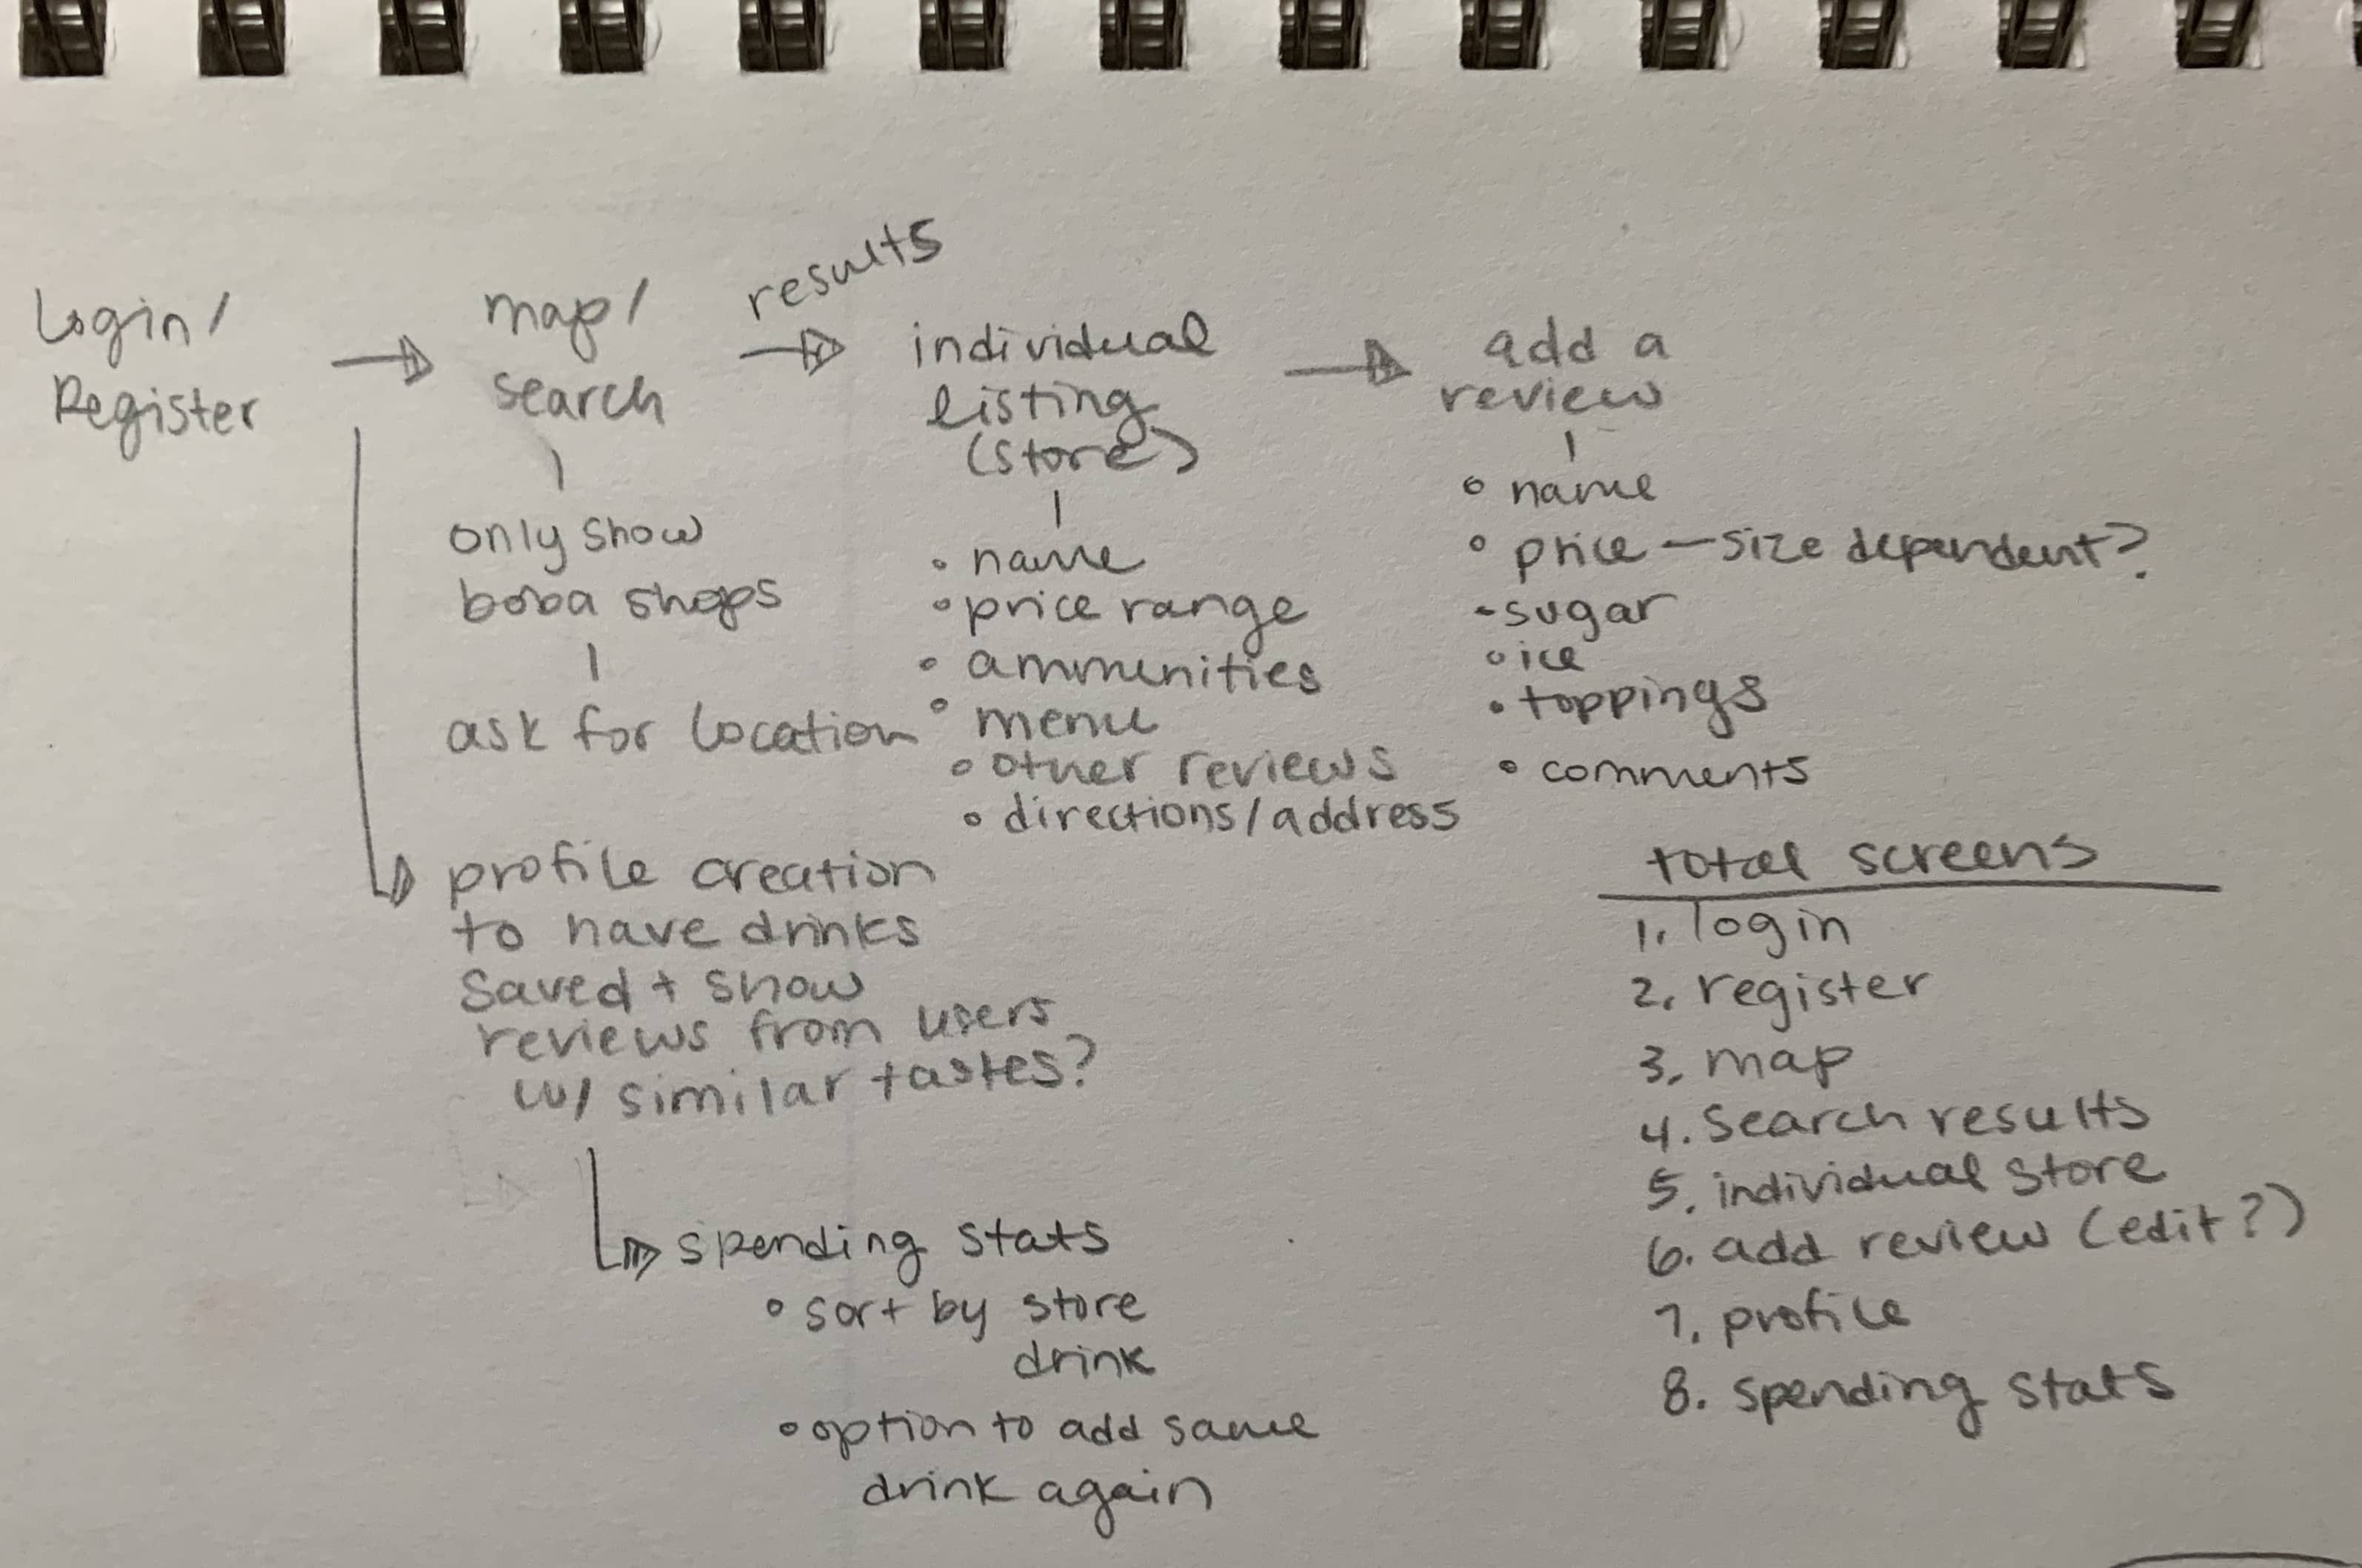 Login/
Register
map/
search
only show
boba shops
ask for location
results
individual
listing
(store)
• name
• price range
• ammunities
• menu
• other reviews
• directions/address
add a
review
• name
• price — size dependent?
• sugar
• ice
• toppings
• comments
profile creation
to have drinks
saved + show
reviews from users
w/ similar tastes?
spending stats
• sort by store
drink
• option to add same
drink again
total screens
1. login
2. register
3. map
4. search results
5. individual store
6. add review (edit?)
7. profile
8. spending stats